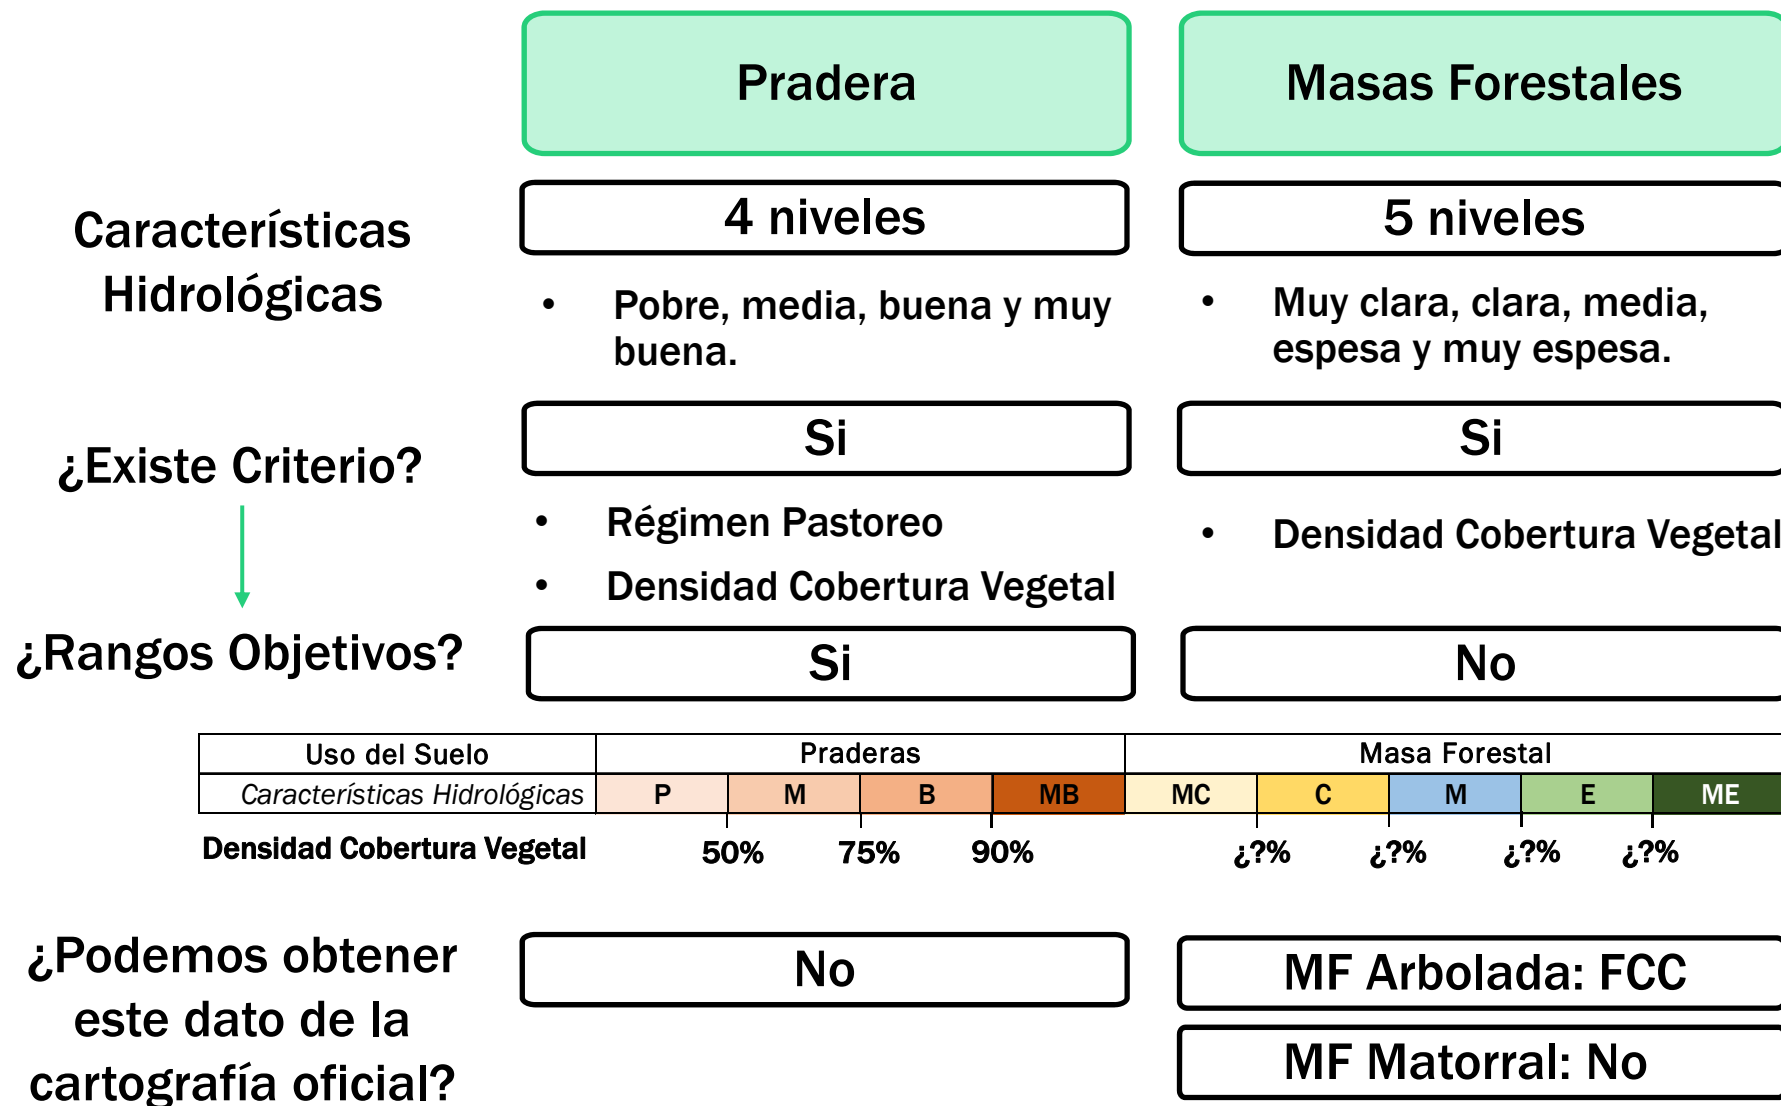 Pradera
Masas Forestales
Características
Hidrológicas
4 niveles
5 niveles
• Pobre, media, buena y muy
buena.
• Muy clara, clara, media,
espesa y muy espesa.
¿Existe Criterio?
Si
Si
• Régimen Pastoreo
• Densidad Cobertura Vegetal
• Densidad Cobertura Vegetal
¿Rangos Objetivos?
Si
No
Uso del Suelo Praderas Masa Forestal
Características Hidrológicas P M B MB MC C M E ME
Densidad Cobertura Vegetal 50% 75% 90% ¿?% ¿?% ¿?% ¿?%
¿Podemos obtener
este dato de la
cartografía oficial?
No
MF Arbolada: FCC
MF Matorral: No